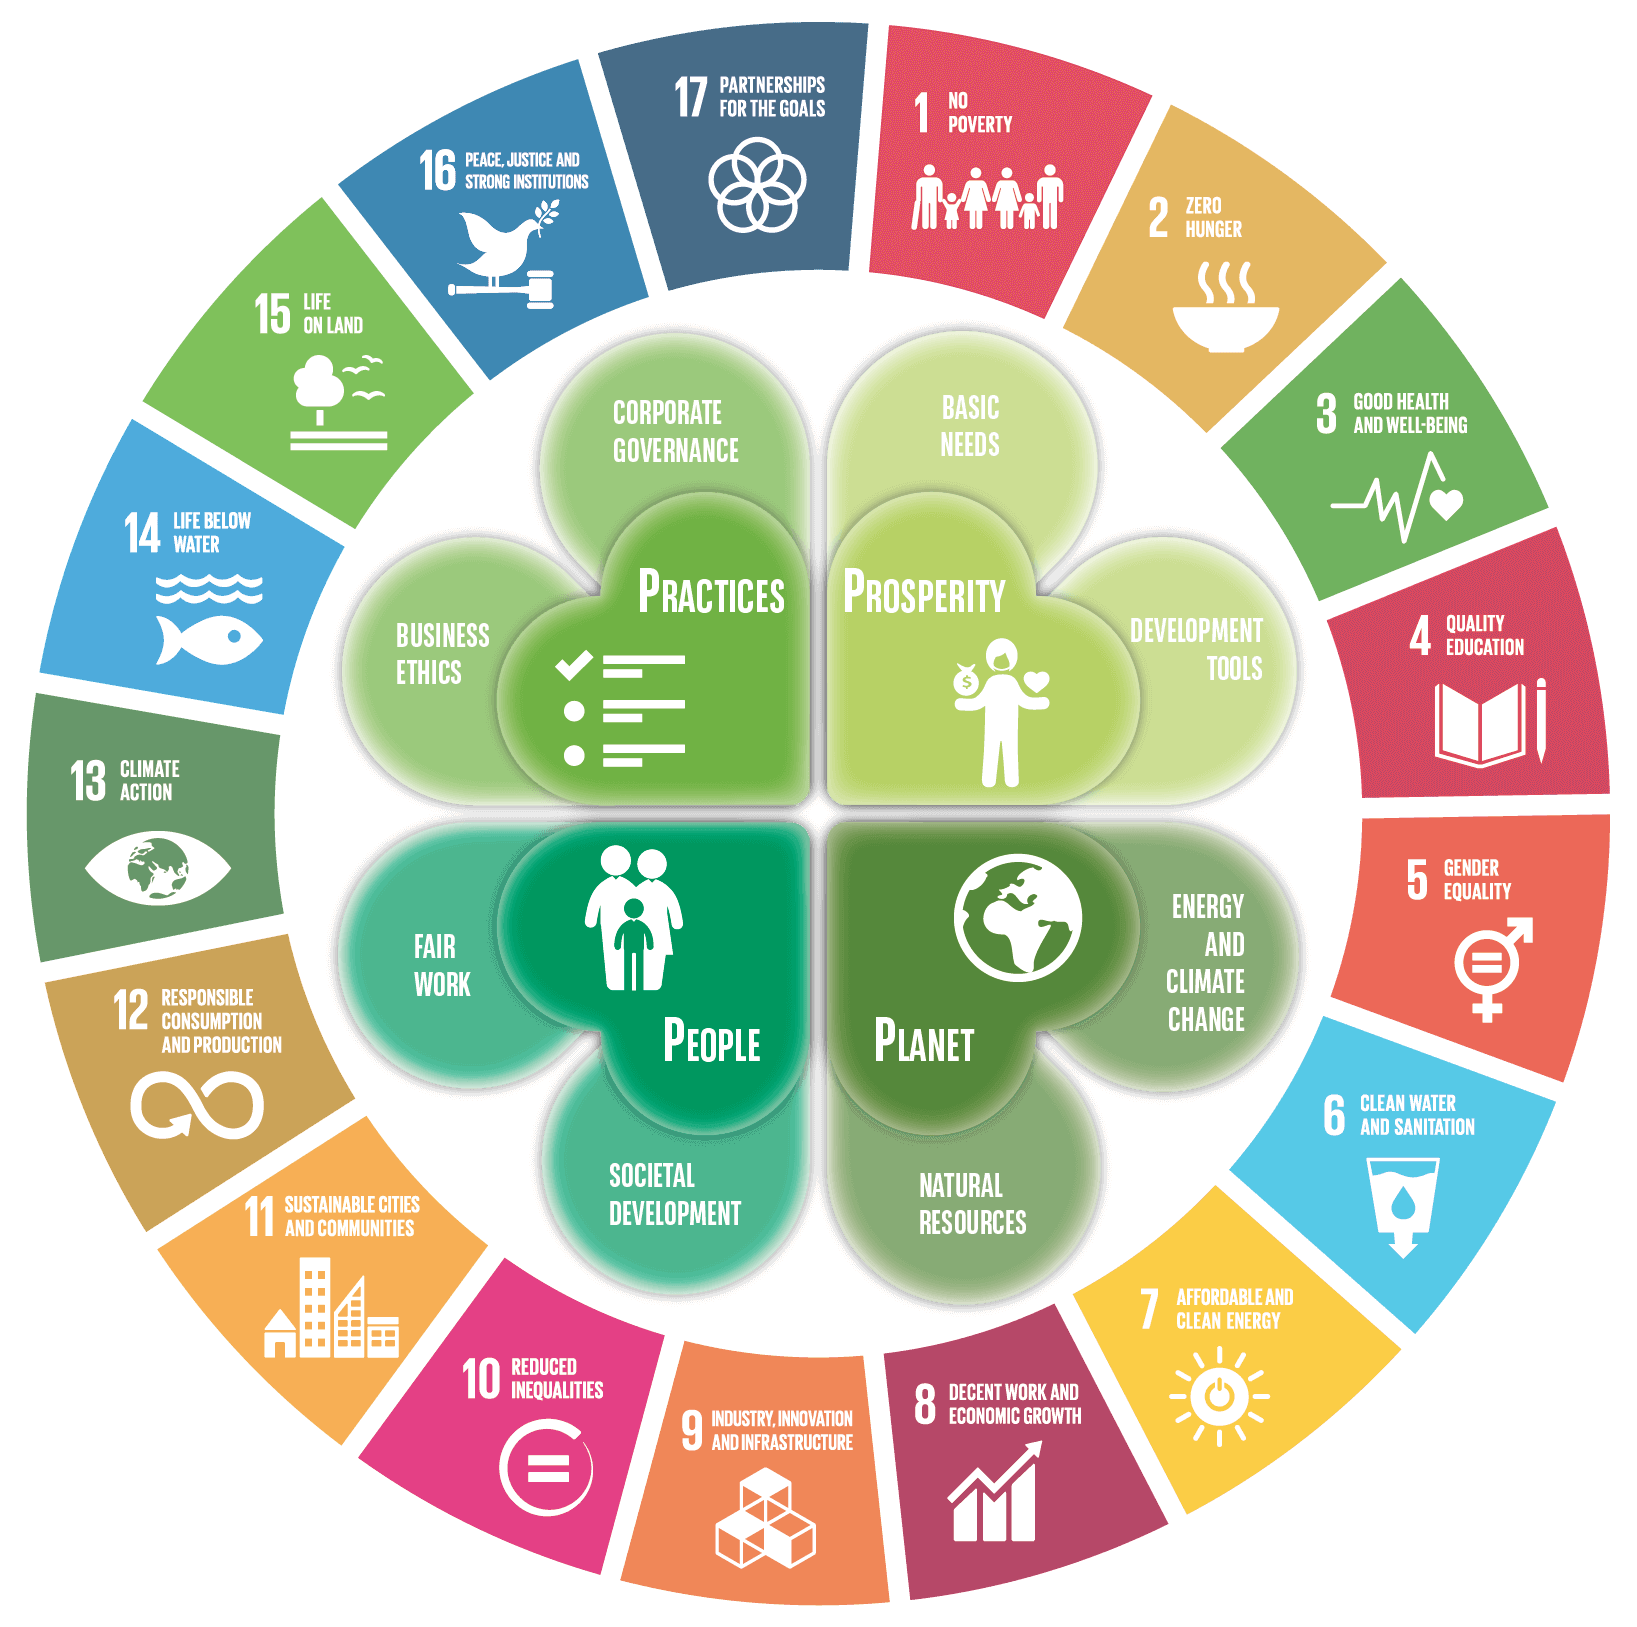 17 PARTNERSHIPS
FOR THE GOALS
1 NO
POVERTY
2 ZERO
HUNGER
3 GOOD HEALTH
AND WELL-BEING
4 QUALITY
EDUCATION
5 GENDER
EQUALITY
6 CLEAN WATER
AND SANITATION
7 AFFORDABLE AND
CLEAN ENERGY
8 DECENT WORK AND
ECONOMIC GROWTH
9 INDUSTRY, INNOVATION
AND INFRASTRUCTURE
10 REDUCED
INEQUALITIES
11 SUSTAINABLE CITIES
AND COMMUNITIES
12 RESPONSIBLE
CONSUMPTION
AND PRODUCTION
13 CLIMATE
ACTION
14 LIFE BELOW
WATER
15 LIFE
ON LAND
16 PEACE, JUSTICE AND
STRONG INSTITUTIONS
CORPORATE
GOVERNANCE
BUSINESS
ETHICS
PRACTICES
BASIC
NEEDS
PROSPERITY
$
DEVELOPMENT
TOOLS
FAIR
WORK
PEOPLE
SOCIETAL
DEVELOPMENT
PLANET
ENERGY
AND
CLIMATE
CHANGE
NATURAL
RESOURCES